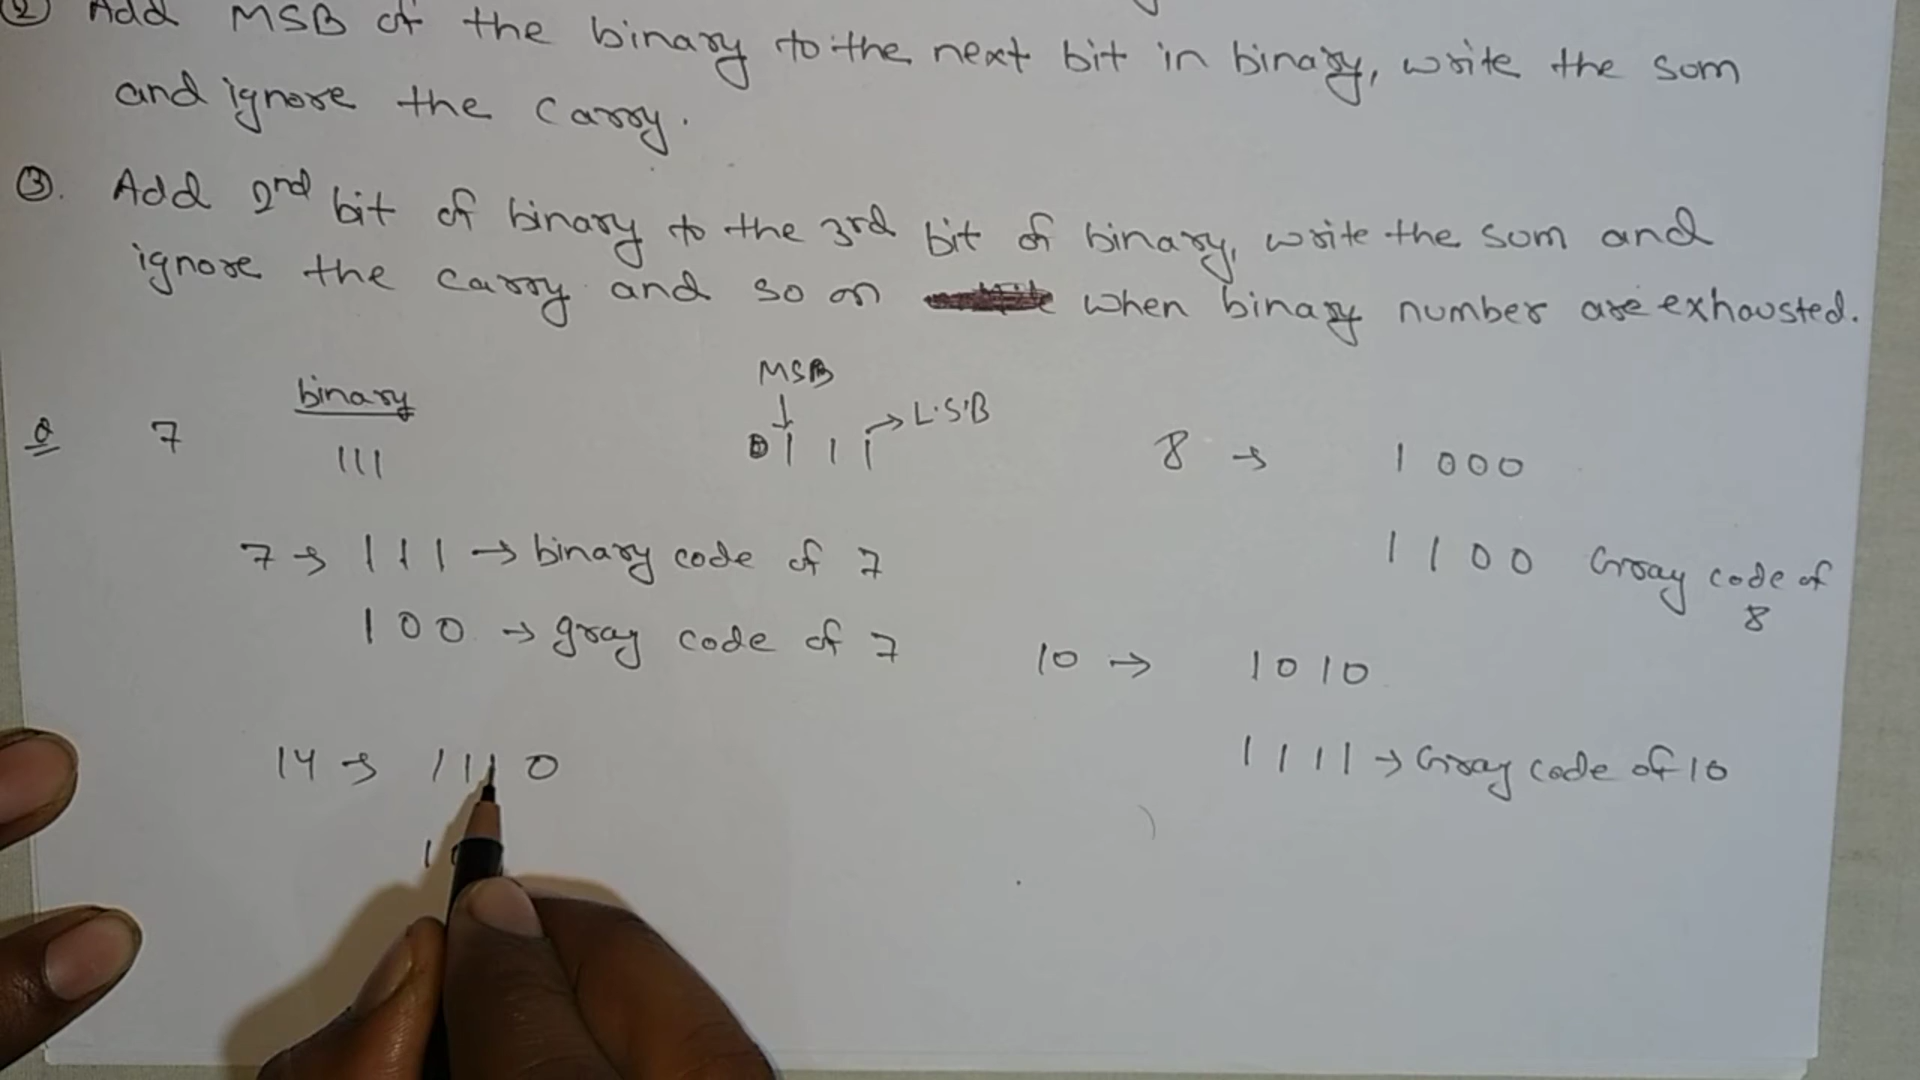 ② Add MSB of the binary to the next bit in binary, write the som
and ignore the carry.
③. Add 2nd bit of binary to the 3rd bit of binary, write the som and
ignore the carry and so on when binary number are exhausted.
binary
MSB
L.S.B
Q 7 111
0111
8 → 1000
7 → 111 → binary code of 7
1100 Gray code of
8
100 → gray code of 7
10 → 1010
14 → 1110
1111 → Gray code of 10